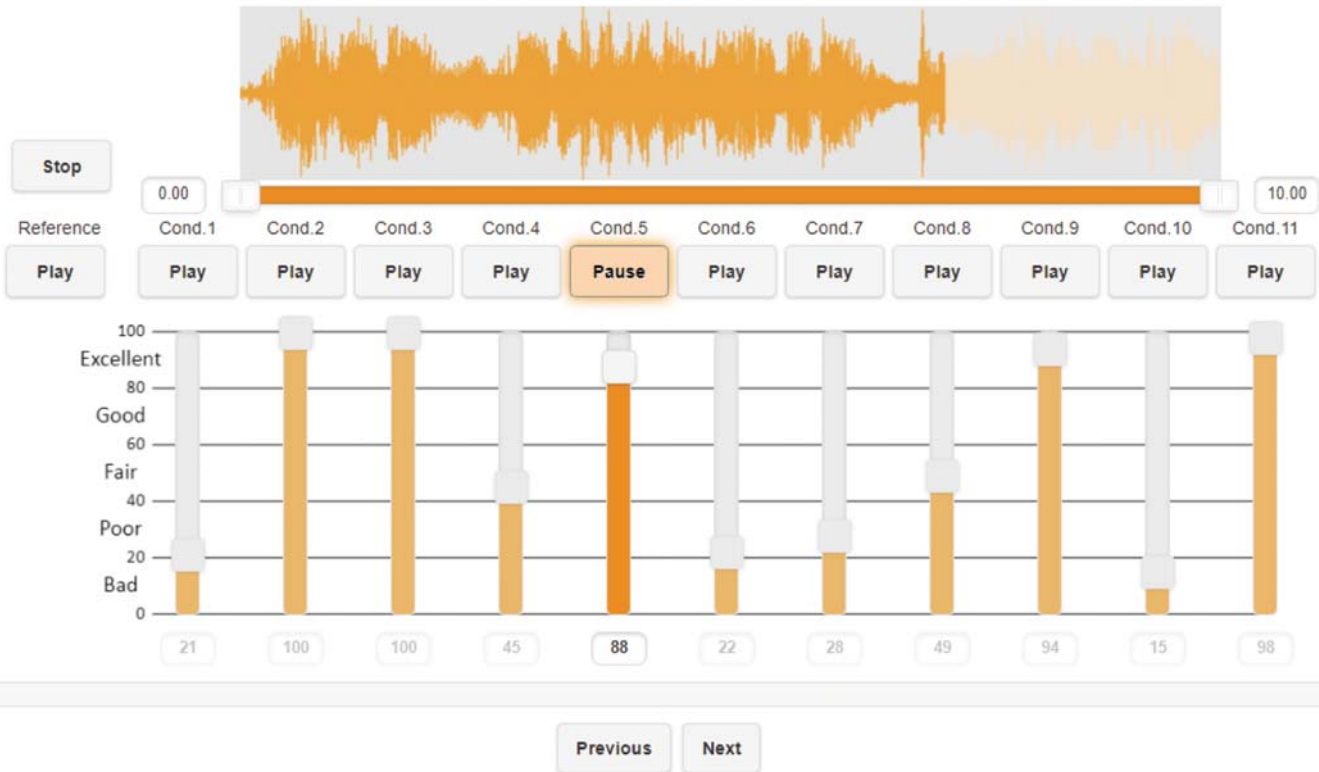 Stop
0.00 10.00
Reference Cond.1 Cond.2 Cond.3 Cond.4 Cond.5 Cond.6 Cond.7 Cond.8 Cond.9 Cond.10 Cond.11
Play Play Play Play Play Pause Play Play Play Play Play Play
100
Excellent
80
Good
60
Fair
40
Poor
20
Bad
0
21 100 100 45 88 22 28 49 94 15 98
Previous Next